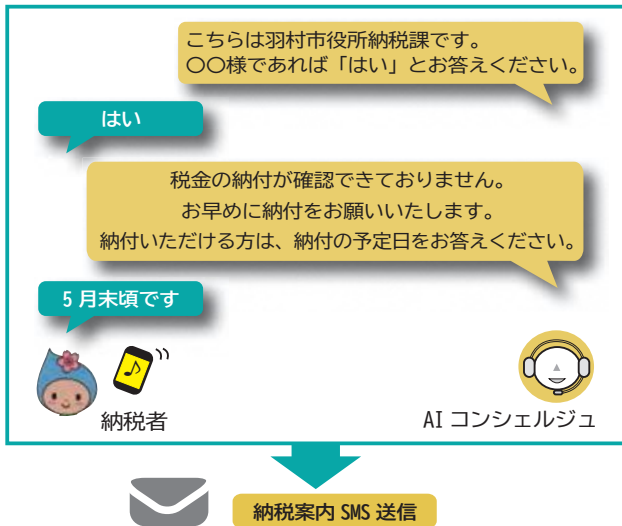 こちらは羽村市役所納税課です。
〇〇様であれば「はい」とお答えください。
はい
税金の納付が確認できておりません。
お早めに納付をお願いいたします。
納付いただける方は、納付の予定日をお答えください。
5月末頃です
納税者
AIコンシェルジュ
納税案内 SMS 送信